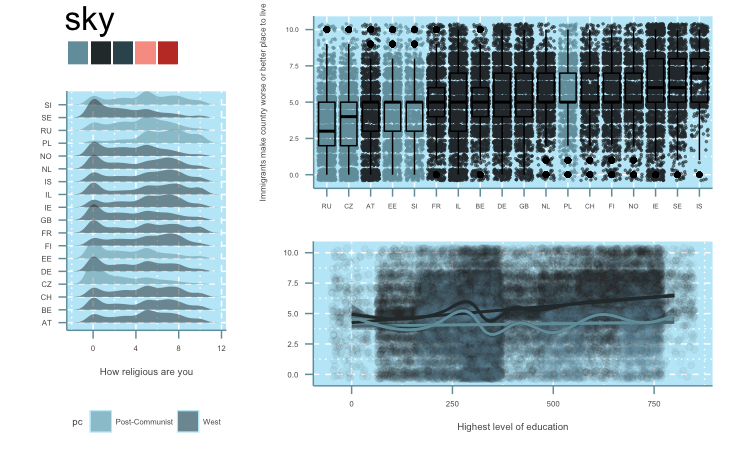 sky
SI
SE
RU
PL
NO
NL
IS
IL
IE
GB
FR
FI
EE
DE
CZ
CH
BE
AT
0 4 8 12
How religious are you
pc Post-Communist West
Immigrants make country worse or better place to live
10.0
7.5
5.0
2.5
0.0
RU CZ AT EE SI FR IL BE DE GB NL PL CH FI NO IE SE IS
10.0
7.5
5.0
2.5
0.0
0 250 500 750
Highest level of education